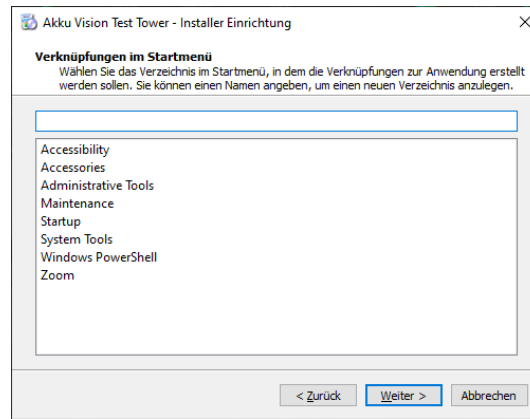 Akku Vision Test Tower - Installer Einrichtung
Verknüpfungen im Startmenü
Wählen Sie das Verzeichnis im Startmenü, in dem die Verknüpfungen zur Anwendung erstellt
werden sollen. Sie können einen Namen angeben, um einen neuen Verzeichnis anzulegen.
Accessibility
Accessories
Administrative Tools
Maintenance
Startup
System Tools
Windows PowerShell
Zoom
< Zurück Weiter > Abbrechen